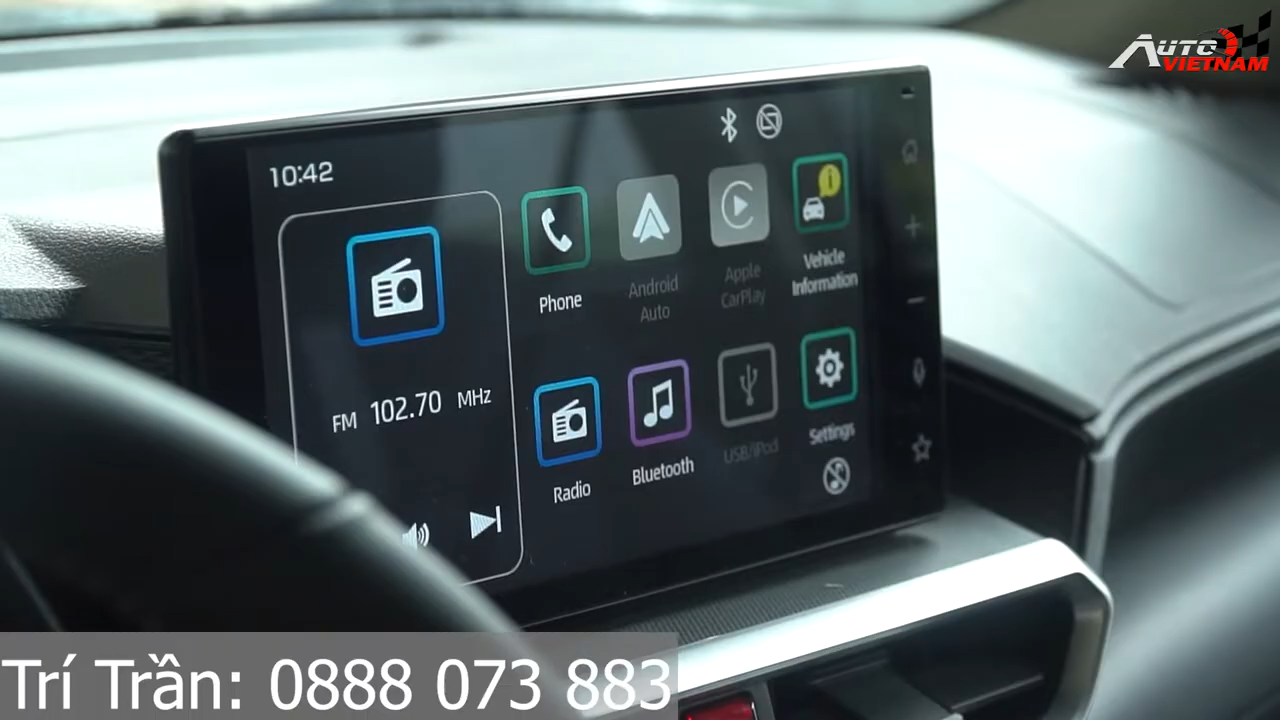 AUTO
VIETNAM
10:42
FM 102.70 MHz
Phone
Android
Auto
Apple
CarPlay
Vehicle
Information
Radio
Bluetooth
USB/iPod
Settings
Trí Trần: 0888 073 883